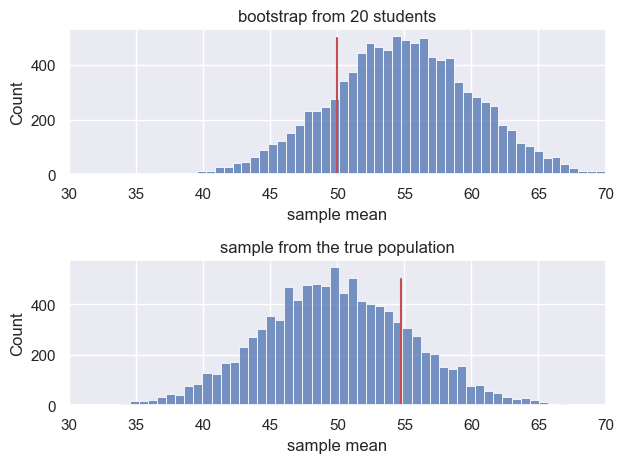 bootstrap from 20 students
Count
400
200
0
30 35 40 45 50 55 60 65 70
sample mean
sample from the true population
Count
400
200
0
30 35 40 45 50 55 60 65 70
sample mean